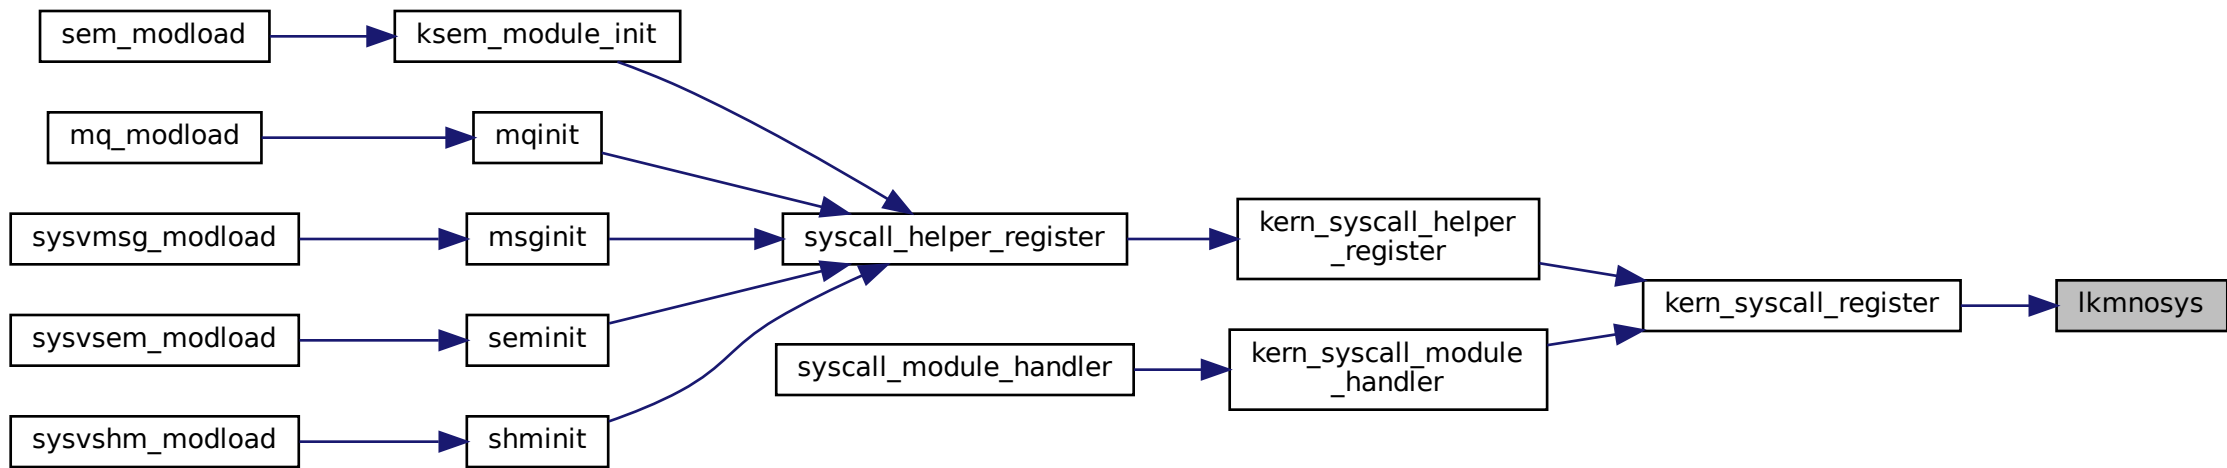 sem_modload
ksem_module_init
mq_modload
mqinit
sysvmsg_modload
msginit
syscall_helper_register
kern_syscall_helper
_register
kern_syscall_register
lkmnosys
sysvsem_modload
seminit
syscall_module_handler
kern_syscall_module
_handler
sysvshm_modload
shminit